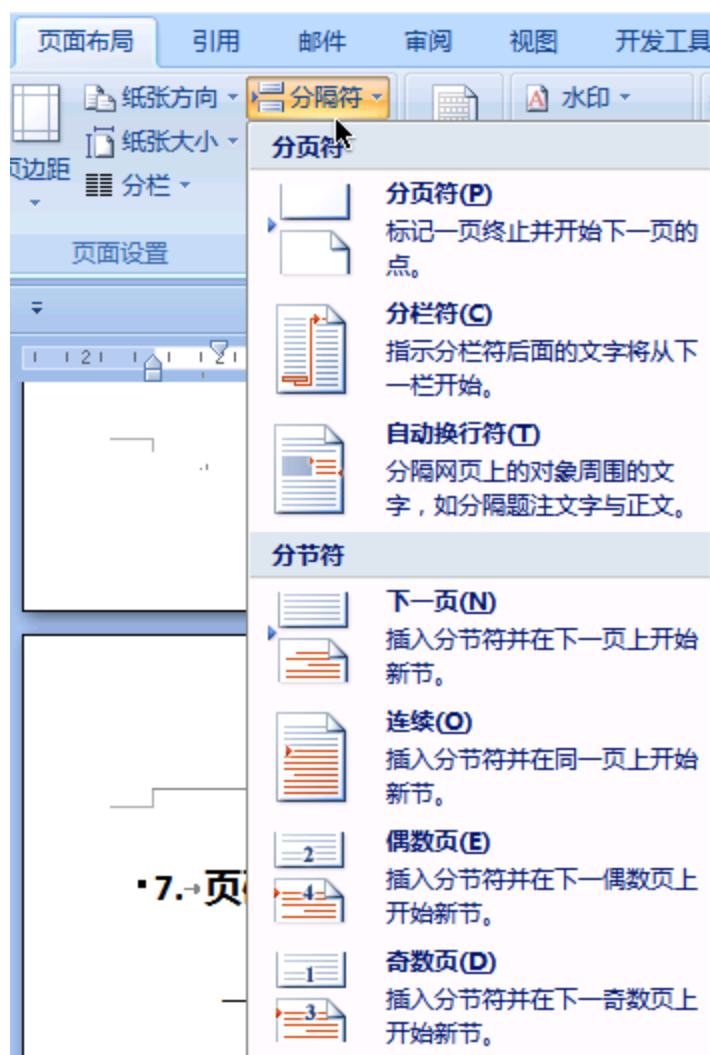 页面布局 引用 邮件 审阅 视图 开发工具
纸张方向 分隔符 水印
纸张大小
页边距
分栏
页面设置
分页符
分页符(P)
标记一页终止并开始下一页的
点。
分栏符(C)
指示分栏符后面的文字将从下
一栏开始。
自动换行符(T)
分隔网页上的对象周围的文
字，如分隔题注文字与正文。
分节符
下一页(N)
插入分节符并在下一页上开始
新节。
连续(O)
插入分节符并在同一页上开始
新节。
偶数页(E)
插入分节符并在下一偶数页上
开始新节。
奇数页(D)
插入分节符并在下一奇数页上
开始新节。
2
4
1
3
2 2
7. 页